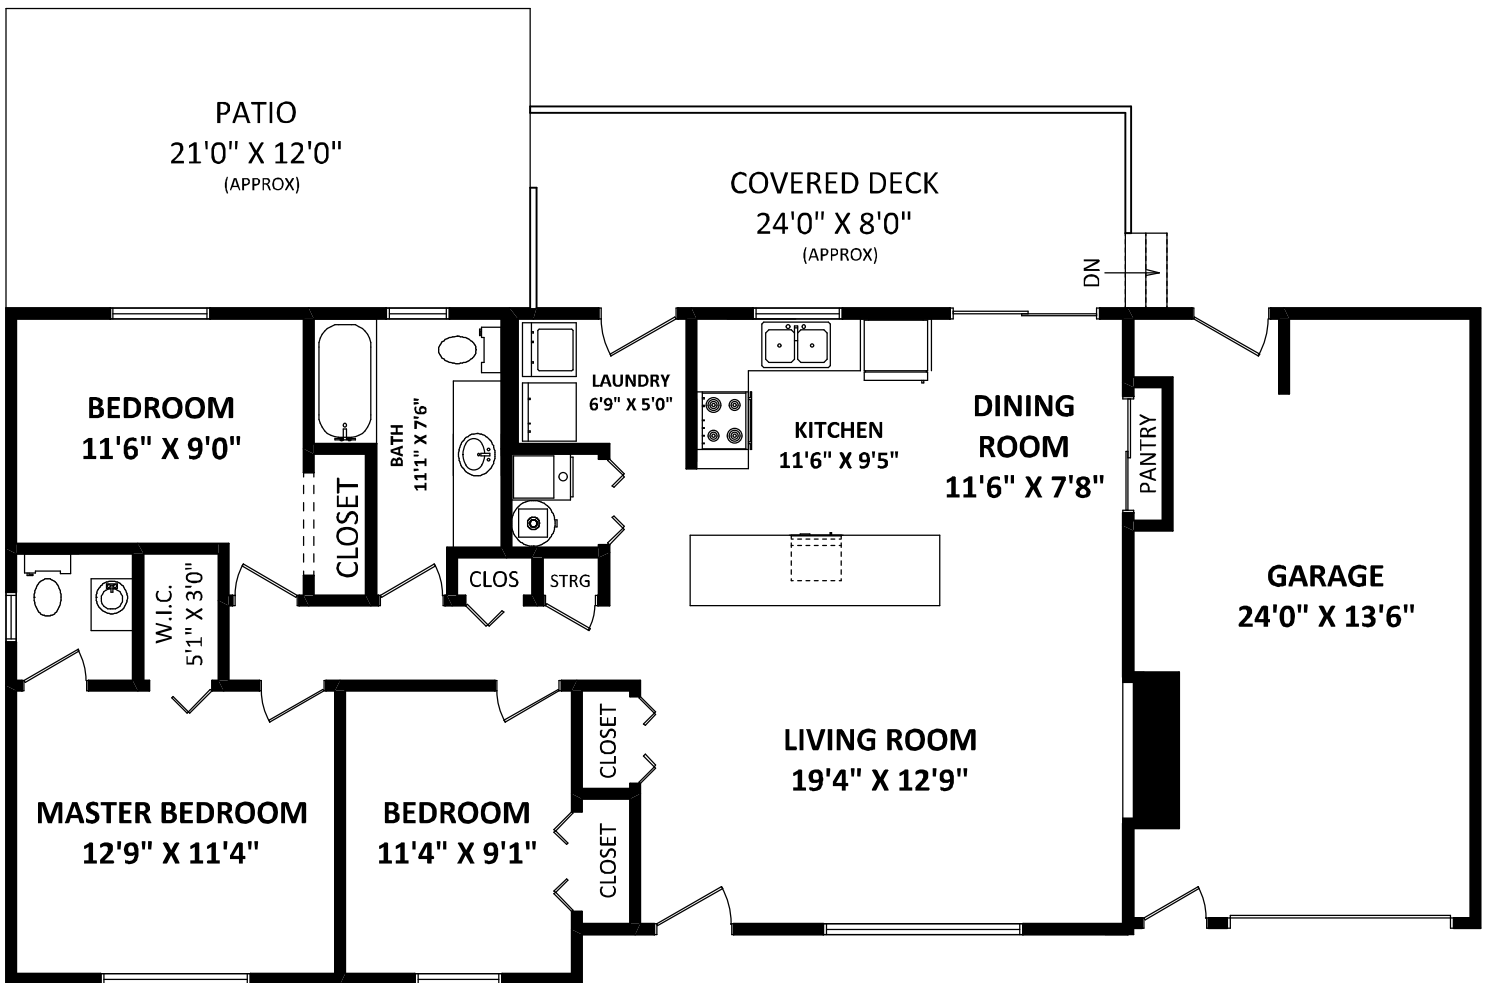 PATIO
21'0" X 12'0"
(APPROX)
COVERED DECK
24'0" X 8'0"
(APPROX)
DN
BEDROOM
11'6" X 9'0"
CLOSET
BATH
11'1" X 7'6"
LAUNDRY
6'9" X 5'0"
KITCHEN
11'6" X 9'5"
DINING
ROOM
11'6" X 7'8"
PANTRY
GARAGE
24'0" X 13'6"
W.I.C.
5'1" X 3'0"
CLOS
STRG
MASTER BEDROOM
12'9" X 11'4"
BEDROOM
11'4" X 9'1"
CLOSET
CLOSET
LIVING ROOM
19'4" X 12'9"